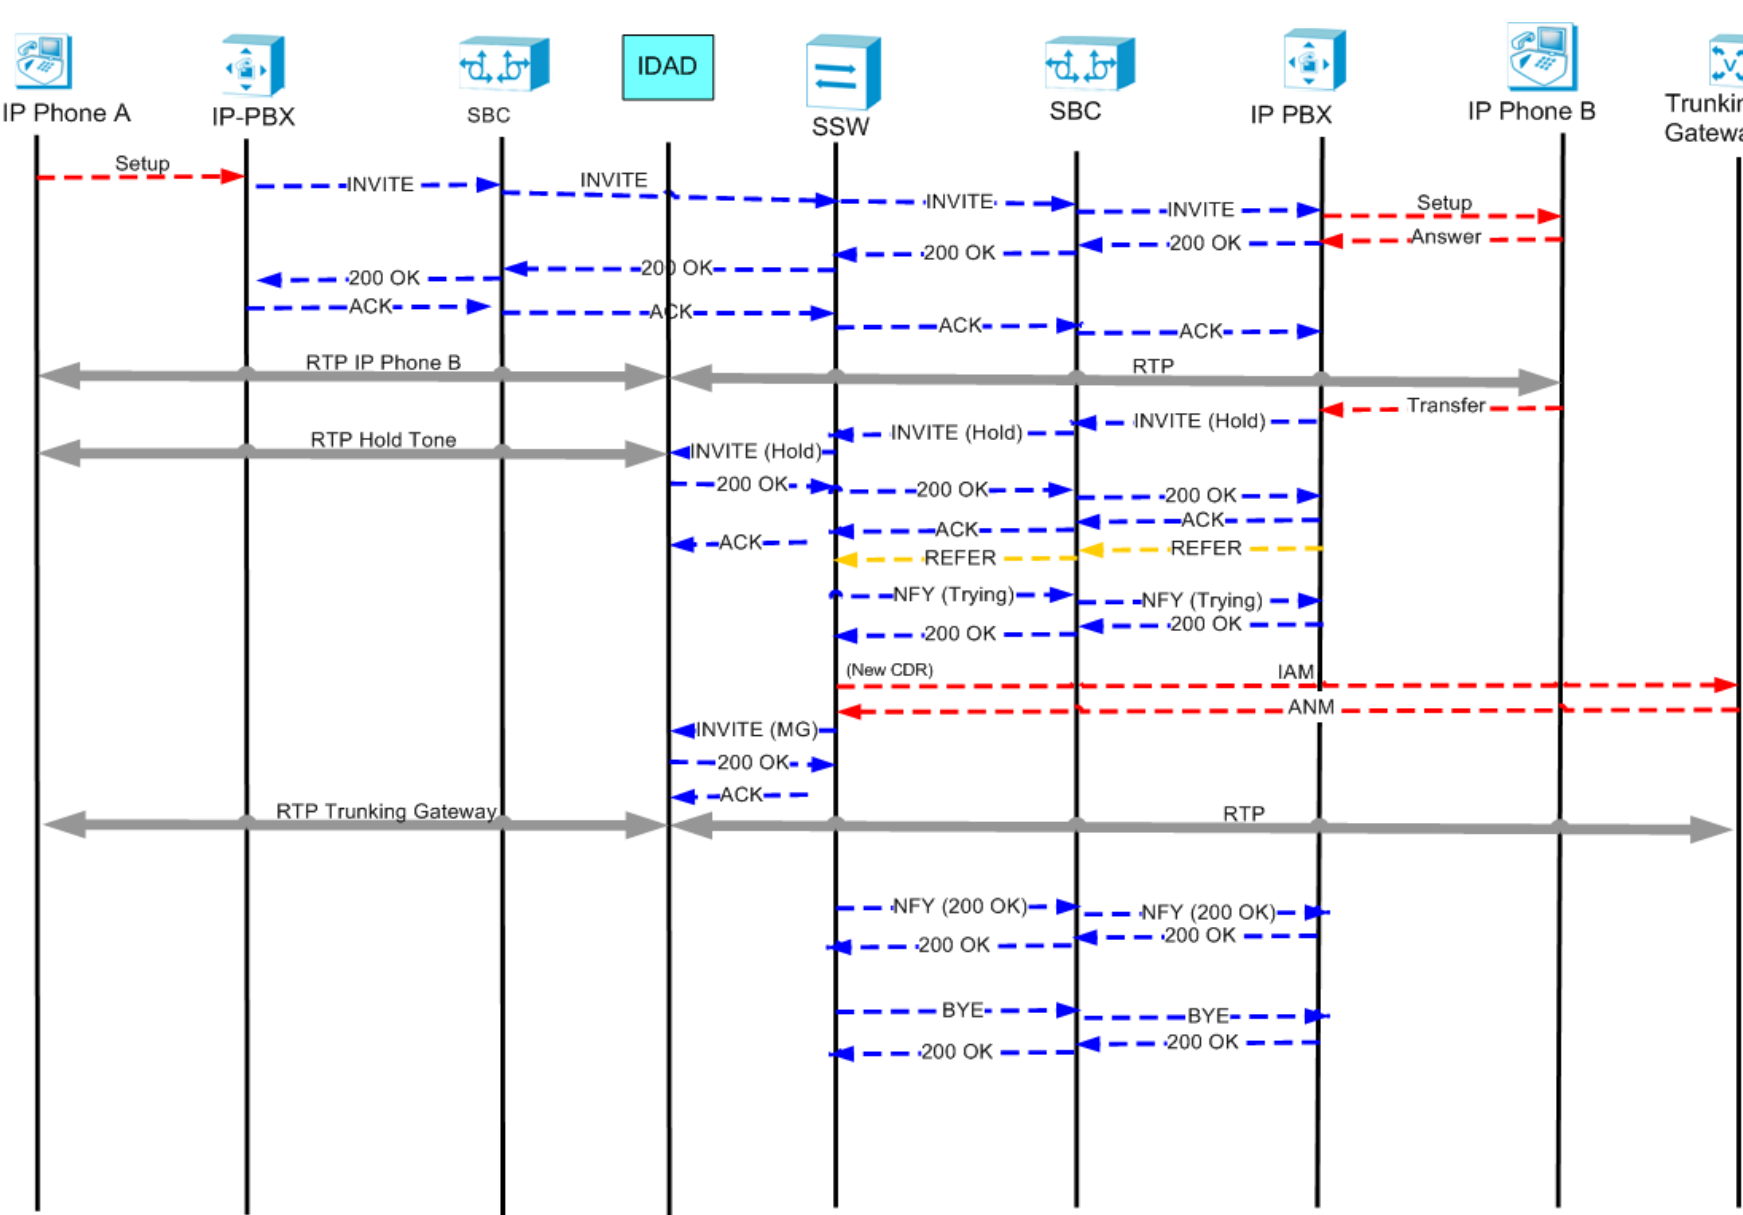 IDAD
IP Phone A
IP-PBX
SBC
SSW
SBC
IP PBX
IP Phone B
Trunkin
Gatewa
Setup
INVITE
INVITE
INVITE
INVITE
Setup
Answer
200 OK
200 OK
200 OK
200 OK
ACK
ACK
ACK
ACK
RTP IP Phone B
RTP
Transfer
INVITE (Hold)
INVITE (Hold)
RTP Hold Tone
INVITE (Hold)
200 OK
200 OK
200 OK
ACK
ACK
ACK
REFER
REFER
NFY (Trying)
NFY (Trying)
200 OK
200 OK
(New CDR)
IAM
ANM
INVITE (MG)
200 OK
ACK
RTP Trunking Gateway
RTP
NFY (200 OK)
NFY (200 OK)
200 OK
200 OK
BYE
BYE
200 OK
200 OK